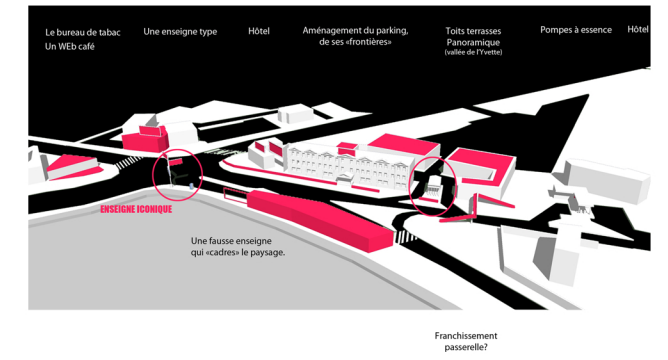 Le bureau de tabac
Un WEb café
Une enseigne type
Hôtel
Aménagement du parking,
de ses «frontières»
Toits terrasses
Panoramique
(vallée de l'Yvette)
Pompes à essence
Hôtel
ENSEIGNE ICONIQUE
Une fausse enseigne
qui «cadres» le paysage.
Franchissement
passerelle?